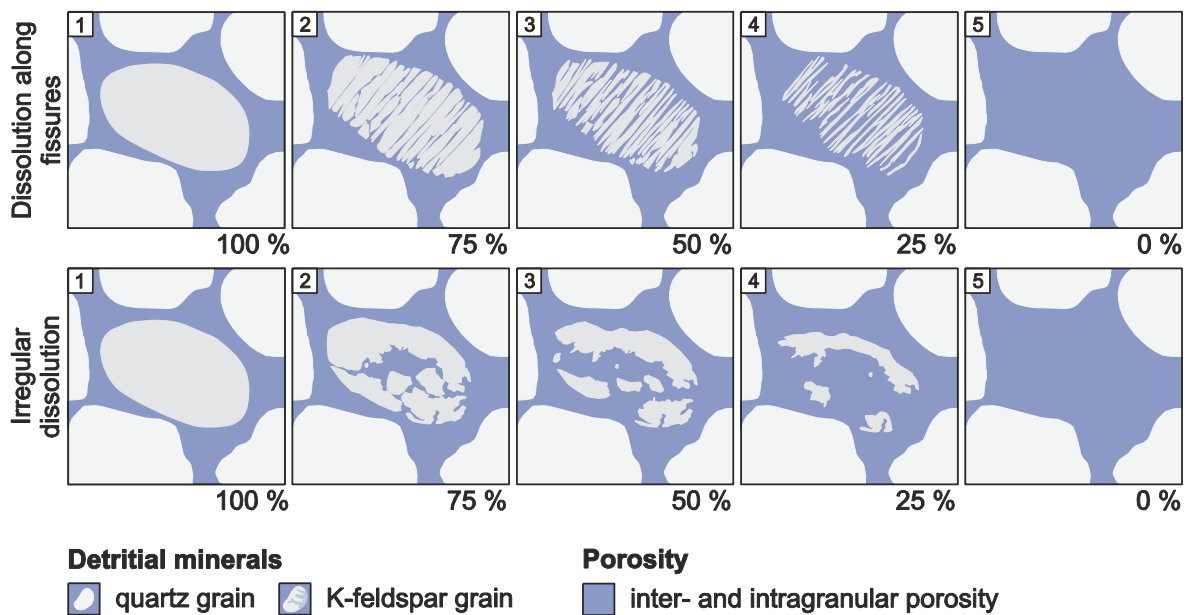 Dissolution along
fissures
1
2
3
4
5
100 %
75 %
50 %
25 %
0 %
Irregular
dissolution
1
2
3
4
5
100 %
75 %
50 %
25 %
0 %
Detritial minerals
quartz grain
K-feldspar grain
Porosity
inter- and intragranular porosity